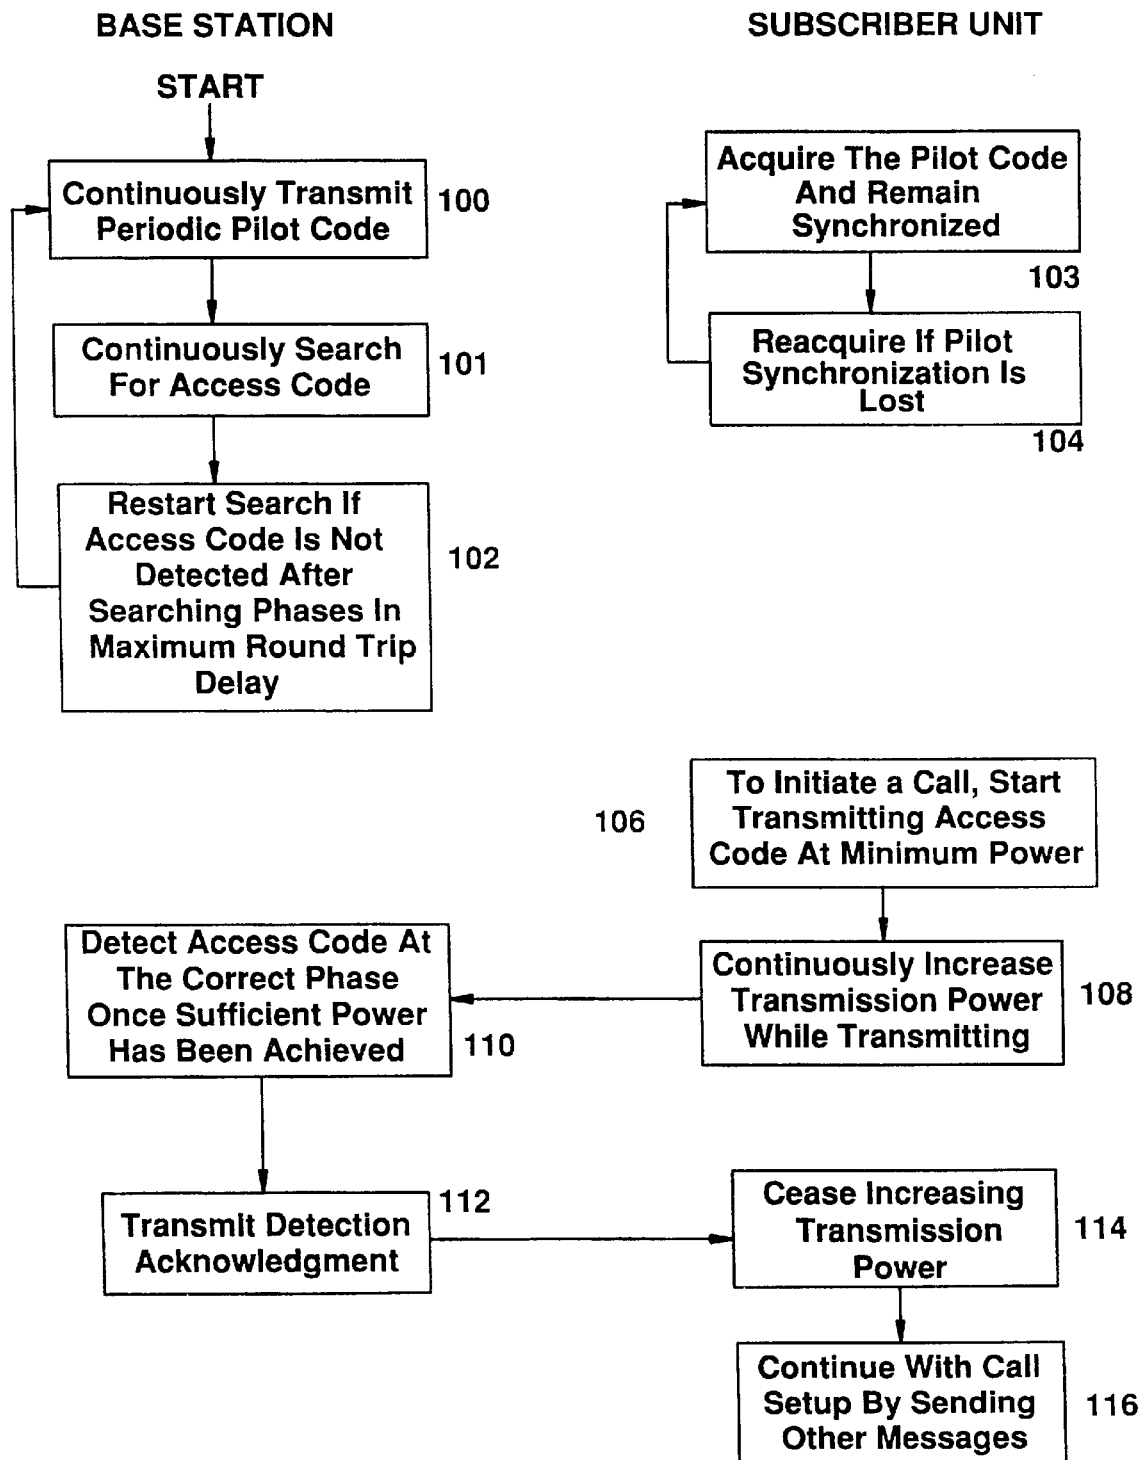 BASE STATION
SUBSCRIBER UNIT
START
Continuously Transmit
Periodic Pilot Code
100
Continuously Search
For Access Code
101
Restart Search If
Access Code Is Not
Detected After
Searching Phases In
Maximum Round Trip
Delay
102
Acquire The Pilot Code
And Remain
Synchronized
103
Reacquire If Pilot
Synchronization Is
Lost
104
To Initiate a Call, Start
Transmitting Access
Code At Minimum Power
106
Continuously Increase
Transmission Power
While Transmitting
108
Detect Access Code At
The Correct Phase
Once Sufficient Power
Has Been Achieved
110
Transmit Detection
Acknowledgment
112
Cease Increasing
Transmission
Power
114
Continue With Call
Setup By Sending
Other Messages
116